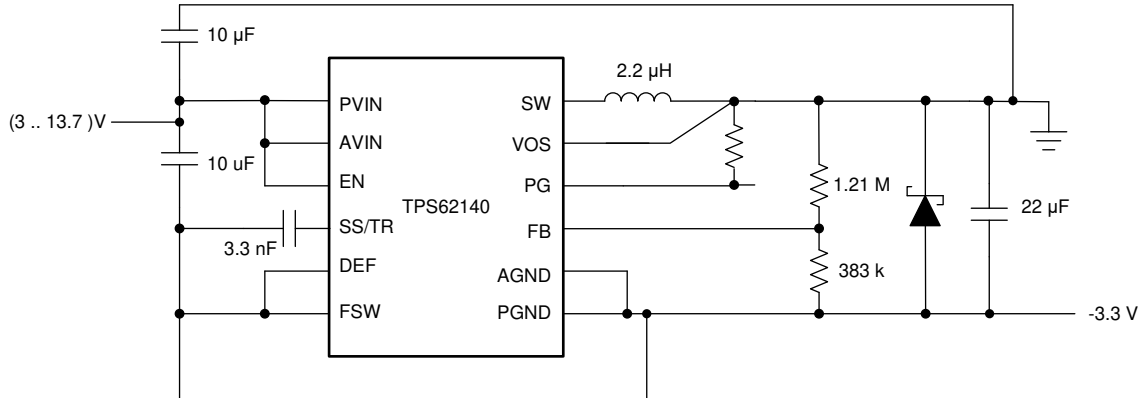 10 µF
2.2 µH
(3 .. 13.7 )V
PVIN
SW
AVIN
VOS
10 uF
EN
PG
1.21 M
TPS62140
SS/TR
FB
22 µF
3.3 nF
DEF
AGND
383 k
FSW
PGND
-3.3 V